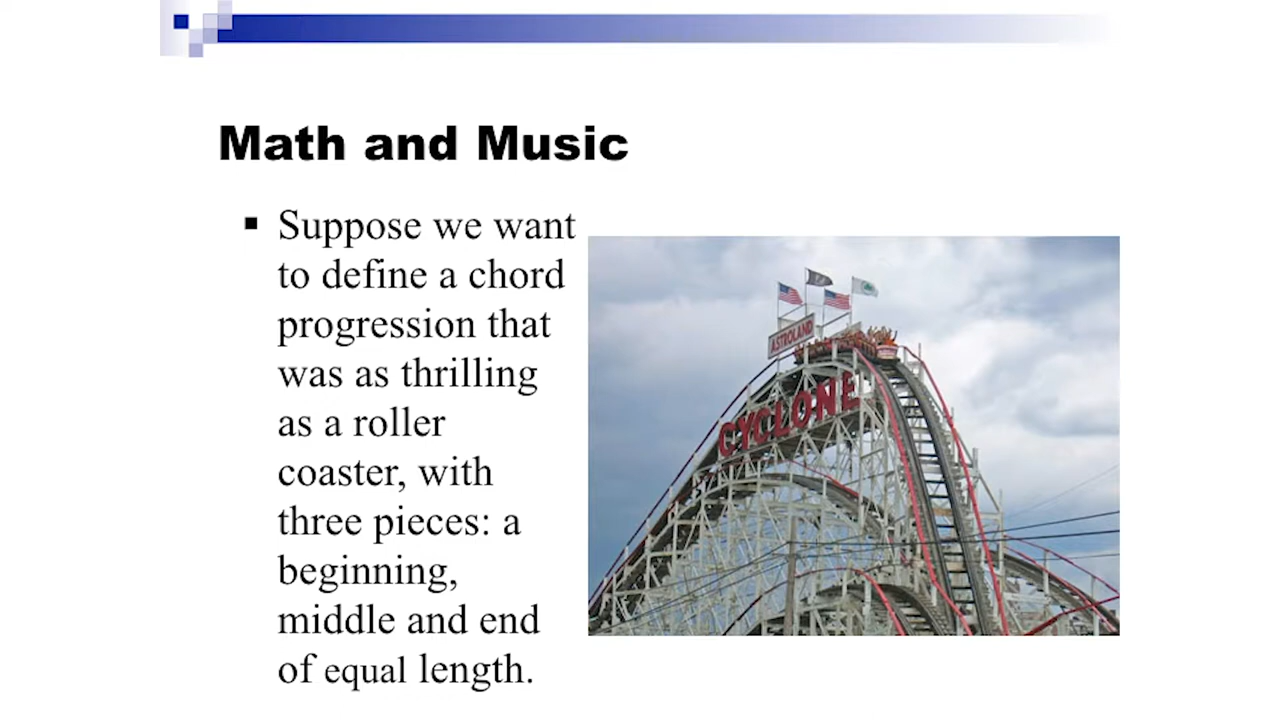 Math and Music
▪ Suppose we want
to define a chord
progression that
was as thrilling
as a roller
coaster, with
three pieces: a
beginning,
middle and end
of equal length.
ASTROLAND
CYCLONE